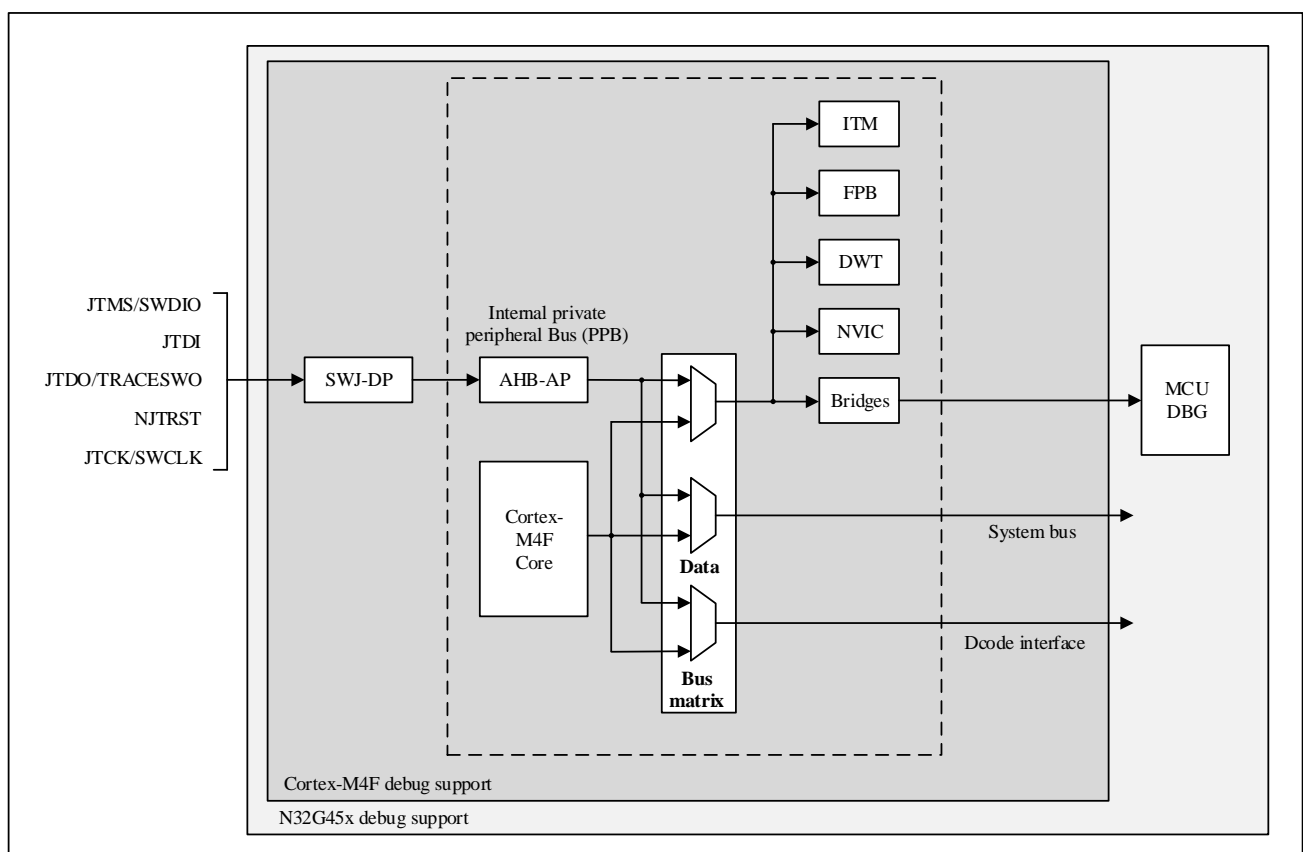 ITM
FPB
DWT
NVIC
Bridges
JTMS/SWDIO
JTDI
JTDO/TRACESWO
NJTRST
JTCK/SWCLK
SWJ-DP
Internal private
peripheral Bus (PPB)
AHB-AP
Cortex-
M4F
Core
Data
Bus
matrix
MCU
DBG
System bus
Dcode interface
Cortex-M4F debug support
N32G45x debug support